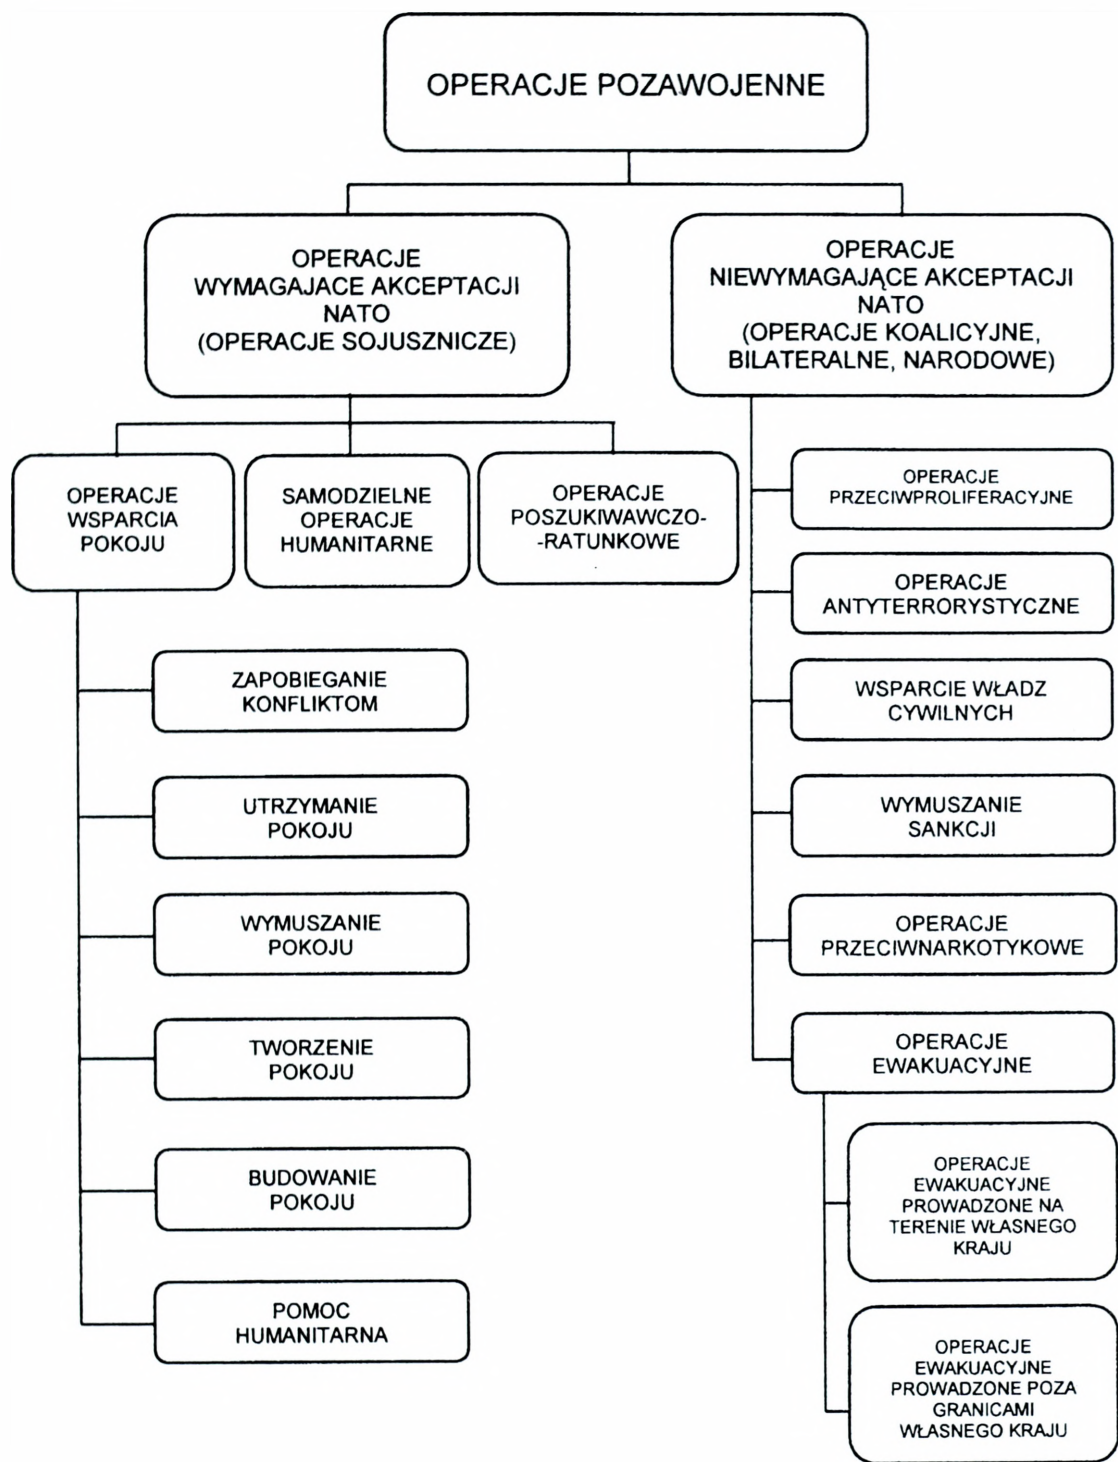 OPERACJE POZAWOJENNE
OPERACJE
WYMAGAJACE AKCEPTACJI
NATO
(OPERACJE SOJUSZNICZE)
OPERACJE
NIEWYMAGAJĄCE AKCEPTACJI
NATO
(OPERACJE KOALICYJNE,
BILATERALNE, NARODOWE)
OPERACJE
WSPARCIA
POKOJU
SAMODZIELNE
OPERACJE
HUMANITARNE
OPERACJE
POSZUKIWAWCZO-
-RATUNKOWE
ZAPOBIEGANIE
KONFLIKTOM
UTRZYMANIE
POKOJU
WYMUSZANIE
POKOJU
TWORZENIE
POKOJU
BUDOWANIE
POKOJU
POMOC
HUMANITARNA
OPERACJE
PRZECIWPROLIFERACYJNE
OPERACJE
ANTYTERRORYSTYCZNE
WSPARCIE WŁADZ
CYWILNYCH
WYMUSZANIE
SANKCJI
OPERACJE
PRZECIWNARKOTYKOWE
OPERACJE
EWAKUACYJNE
OPERACJE
EWAKUACYJNE
PROWADZONE NA
TERENIE WŁASNEGO
KRAJU
OPERACJE
EWAKUACYJNE
PROWADZONE POZA
GRANICAMI
WŁASNEGO KRAJU